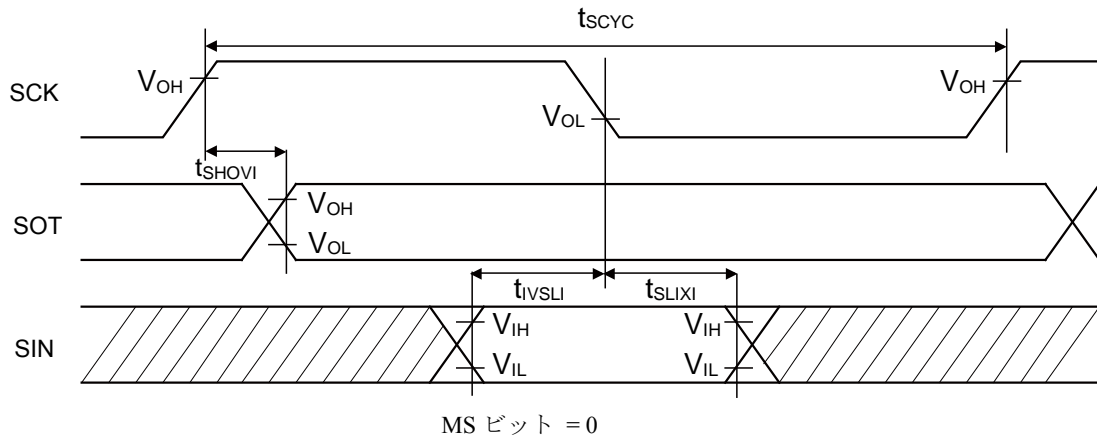 tSCYC
SCK
VOH
VOL
VOH
tSHOVI
SOT
VOH
VOL
tIVSLI
tSLIXI
SIN
VIH
VIH
VIL
VIL
MS ビット = 0